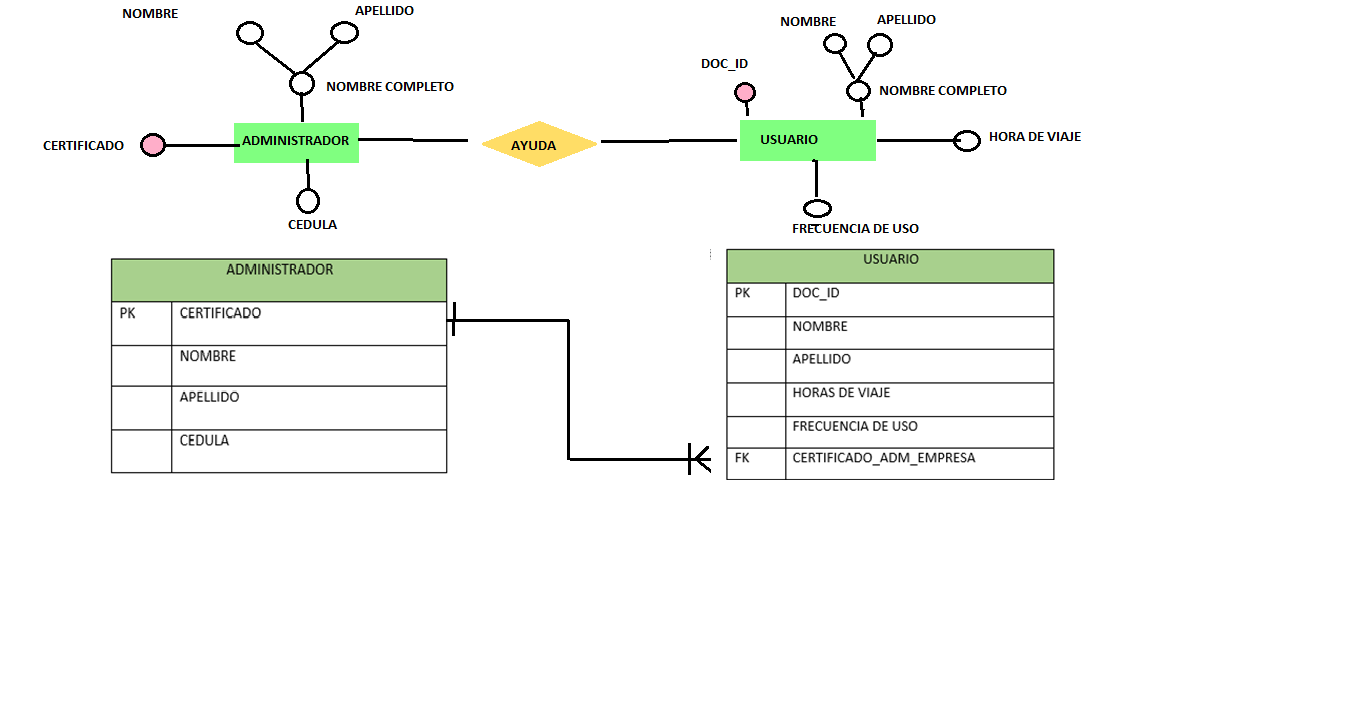 NOMBRE
APELLIDO
NOMBRE COMPLETO
CERTIFICADO
ADMINISTRADOR
CEDULA
AYUDA
NOMBRE
APELLIDO
DOC_ID
NOMBRE COMPLETO
USUARIO
HORA DE VIAJE
FRECUENCIA DE USO
ADMINISTRADOR
PK CERTIFICADO
NOMBRE
APELLIDO
CEDULA
USUARIO
PK DOC_ID
NOMBRE
APELLIDO
HORAS DE VIAJE
FRECUENCIA DE USO
FK CERTIFICADO_ADM_EMPRESA